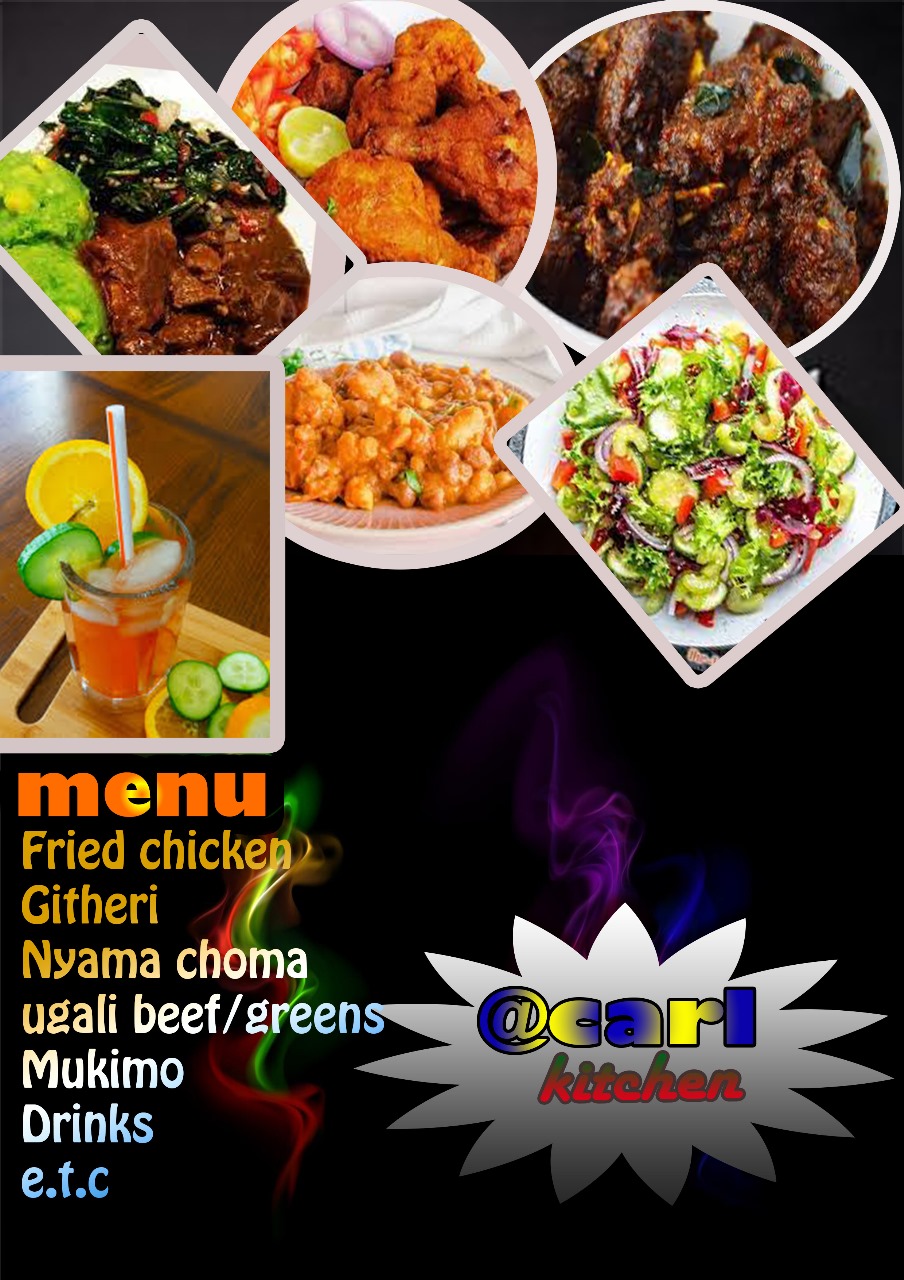 menu
Fried chicken
Githeri
Nyama choma
ugali beef/greens
Mukimo
Drinks
e.t.c
@carl
kitchen